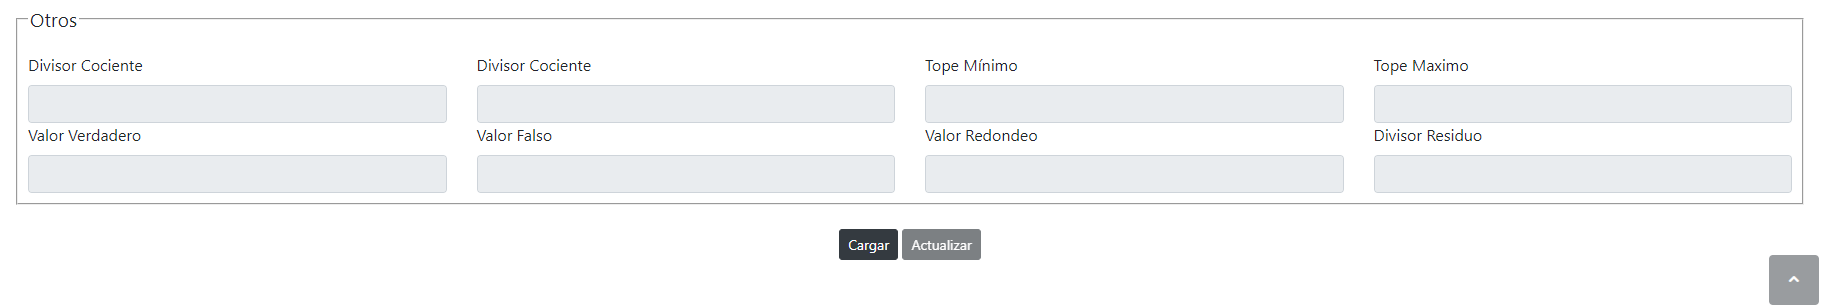 Otros
Divisor Cociente Divisor Cociente Tope Mínimo Tope Maximo
Valor Verdadero Valor Falso Valor Redondeo Divisor Residuo
Cargar Actualizar